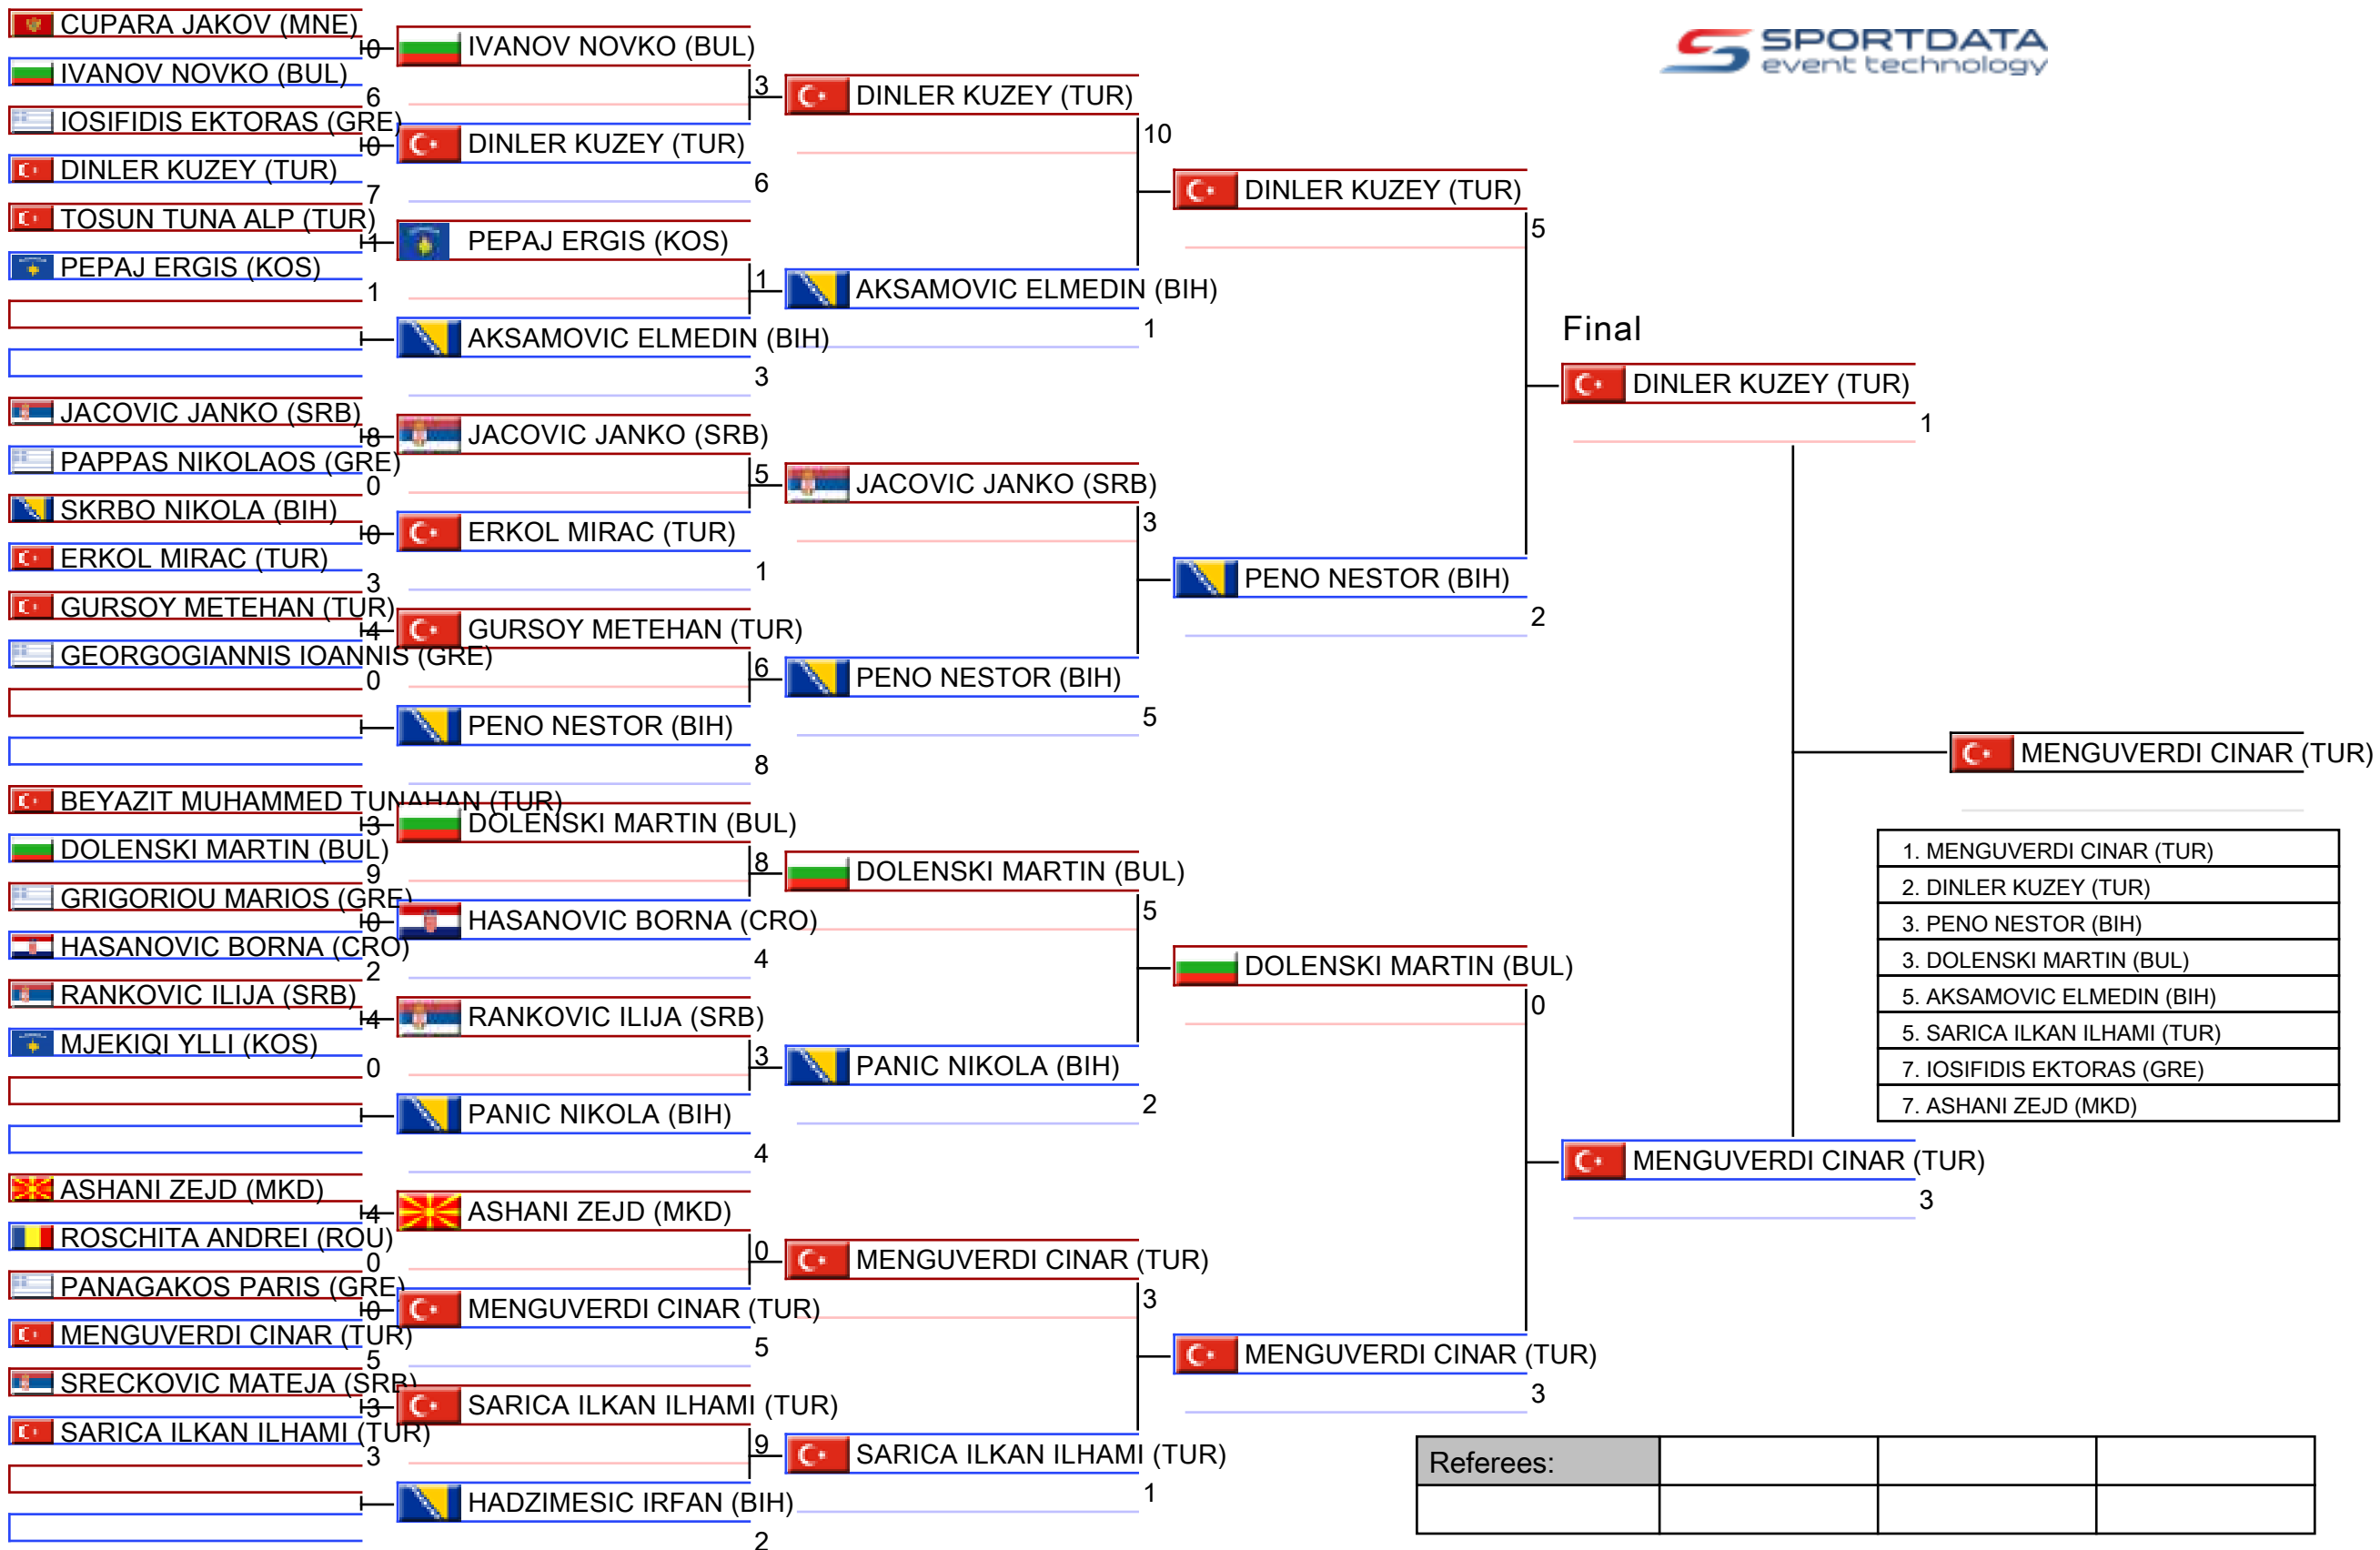 SPORTDATA
event technology
CUPARA JAKOV (MNE)
0
IVANOV NOVKO (BUL)
6
IOSIFIDIS EKTORAS (GRE)
0
DINLER KUZEY (TUR)
7
TOSUN TUNA ALP (TUR)
1
PEPAJ ERGIS (KOS)
1
JACOVIC JANKO (SRB)
8
PAPPAS NIKOLAOS (GRE)
0
SKRBO NIKOLA (BIH)
0
ERKOL MIRAC (TUR)
3
GURSOY METEHAN (TUR)
4
GEORGOGIANNIS IOANNIS (GRE)
0
BEYAZIT MUHAMMED TUNAHAN (TUR)
3
DOLENSKI MARTIN (BUL)
9
GRIGORIOU MARIOS (GRE)
0
HASANOVIC BORNA (CRO)
2
RANKOVIC ILIJA (SRB)
4
MJEKIQI YLLI (KOS)
0
ASHANI ZEJD (MKD)
4
ROSCHITA ANDREI (ROU)
0
PANAGAKOS PARIS (GRE)
0
MENGUVERDI CINAR (TUR)
5
SRECKOVIC MATEJA (SRB)
3
SARICA ILKAN ILHAMI (TUR)
3
IVANOV NOVKO (BUL)
3
DINLER KUZEY (TUR)
6
PEPAJ ERGIS (KOS)
1
AKSAMOVIC ELMEDIN (BIH)
3
JACOVIC JANKO (SRB)
5
ERKOL MIRAC (TUR)
1
GURSOY METEHAN (TUR)
6
PENO NESTOR (BIH)
8
DOLENSKI MARTIN (BUL)
8
HASANOVIC BORNA (CRO)
4
RANKOVIC ILIJA (SRB)
3
PANIC NIKOLA (BIH)
4
ASHANI ZEJD (MKD)
0
MENGUVERDI CINAR (TUR)
5
SARICA ILKAN ILHAMI (TUR)
9
HADZIMESIC IRFAN (BIH)
2
DINLER KUZEY (TUR)
10
AKSAMOVIC ELMEDIN (BIH)
1
JACOVIC JANKO (SRB)
3
PENO NESTOR (BIH)
5
DOLENSKI MARTIN (BUL)
5
PANIC NIKOLA (BIH)
2
MENGUVERDI CINAR (TUR)
3
SARICA ILKAN ILHAMI (TUR)
1
DINLER KUZEY (TUR)
5
PENO NESTOR (BIH)
2
DOLENSKI MARTIN (BUL)
0
MENGUVERDI CINAR (TUR)
3
Final
DINLER KUZEY (TUR)
1
MENGUVERDI CINAR (TUR)
3
MENGUVERDI CINAR (TUR)
1. MENGUVERDI CINAR (TUR)
2. DINLER KUZEY (TUR)
3. PENO NESTOR (BIH)
3. DOLENSKI MARTIN (BUL)
5. AKSAMOVIC ELMEDIN (BIH)
5. SARICA ILKAN ILHAMI (TUR)
7. IOSIFIDIS EKTORAS (GRE)
7. ASHANI ZEJD (MKD)
Referees: